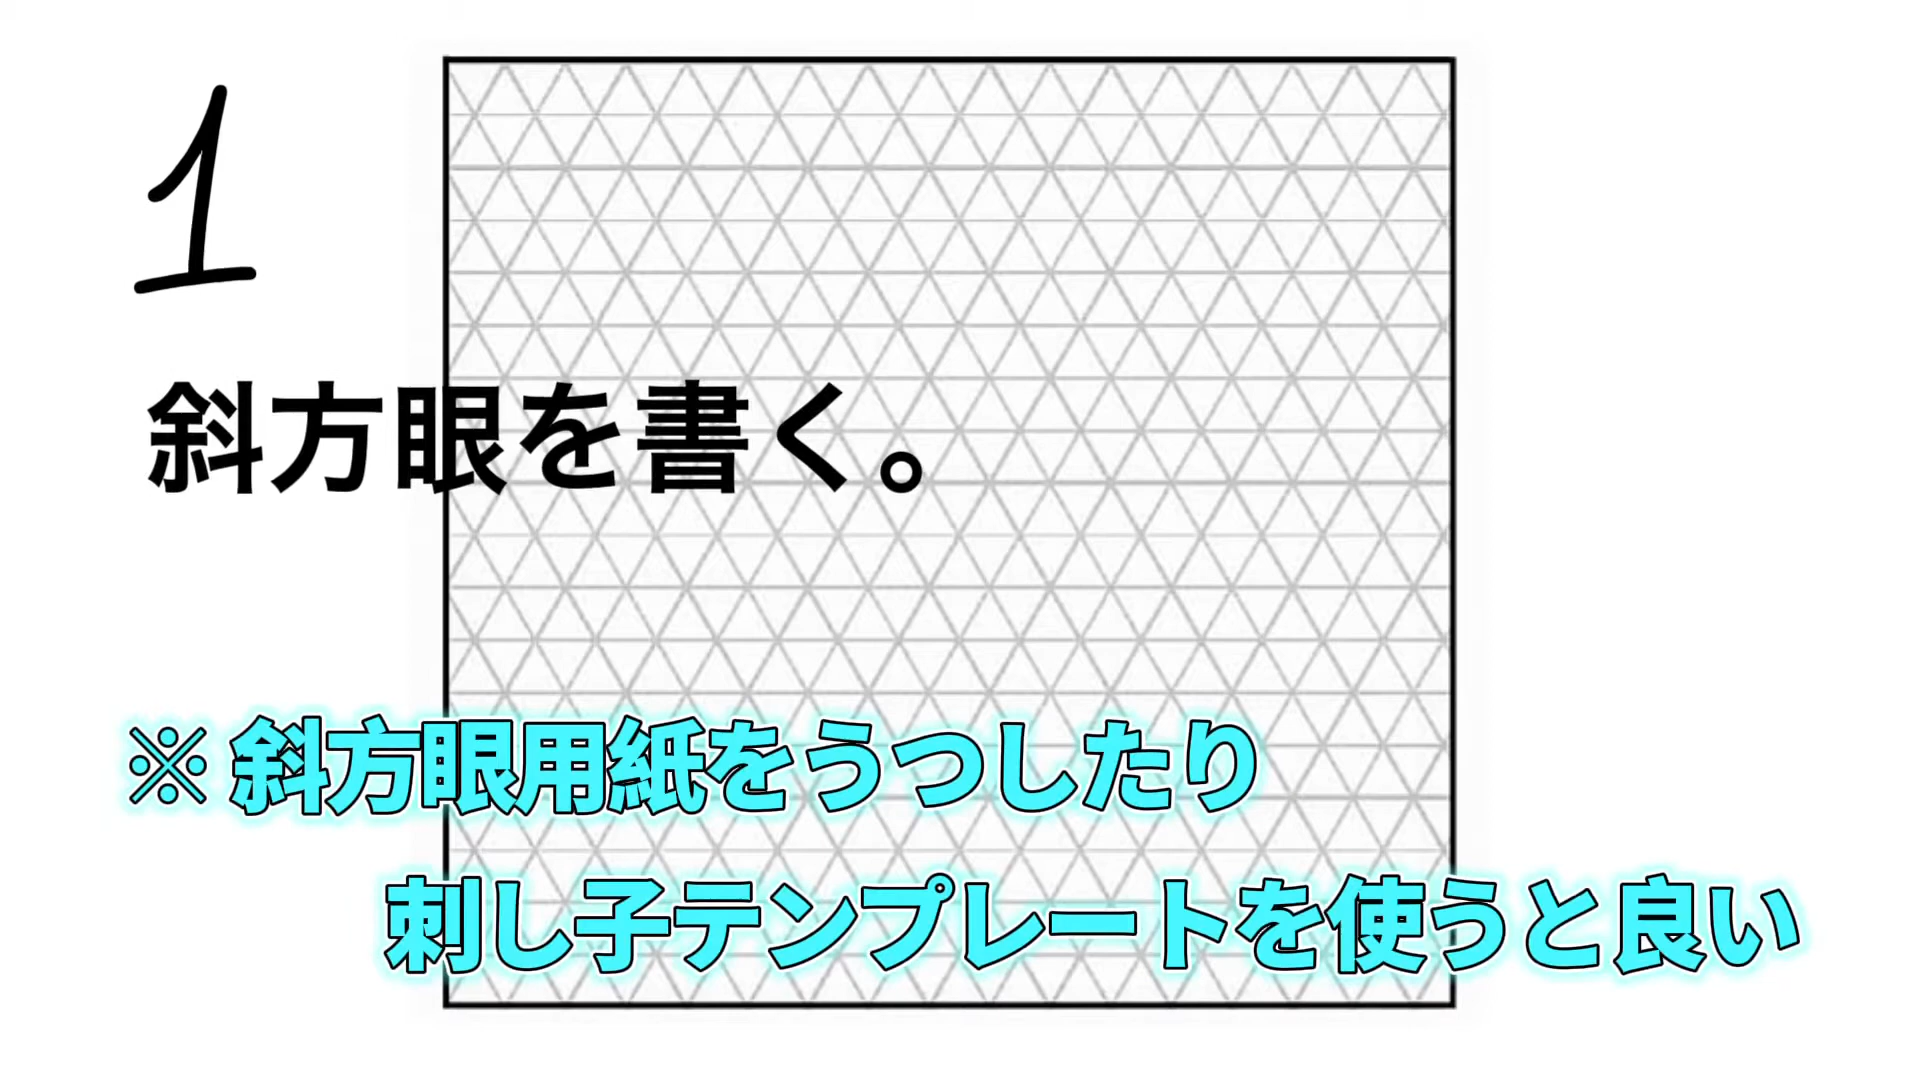 1
斜方眼を書く。
※斜方眼用紙をうつしたり
刺し子テンプレートを使うと良い